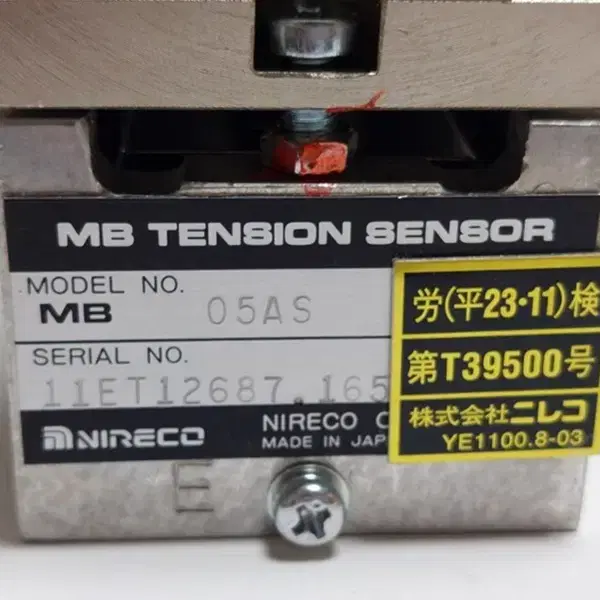 MB TENSION SENSOR
MODEL NO.
MB 05AS
SERIAL NO.
11ET12687.165
NIRECO
NIRECO C
MADE IN JAP
労(平23·11)検
第T39500号
株式会社ニレコ
YE1100.8-03
E